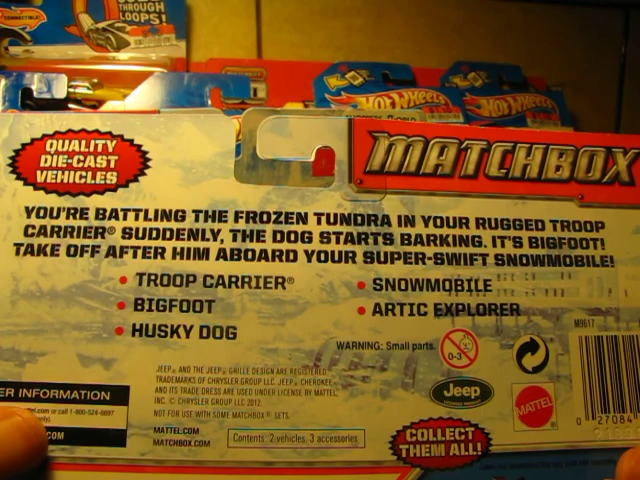 CONNECTIBLE!
THROUGH
LOOPS!
Hot Wheels
Hot Wheels
QUALITY
DIE-CAST
VEHICLES
MATCHBOX
YOU'RE BATTLING THE FROZEN TUNDRA IN YOUR RUGGED TROOP
CARRIER® SUDDENLY, THE DOG STARTS BARKING. IT'S BIGFOOT!
TAKE OFF AFTER HIM ABOARD YOUR SUPER-SWIFT SNOWMOBILE!
• TROOP CARRIER®
• BIGFOOT
• HUSKY DOG
• SNOWMOBILE
• ARTIC EXPLORER
M9617
WARNING: Small parts.
0-3
JEEP® AND THE JEEP® GRILLE DESIGN ARE REGISTERED
TRADEMARKS OF CHRYSLER GROUP LLC. JEEP® CHEROKEE
AND ITS TRADE DRESS ARE USED UNDER LICENSE BY MATTEL,
INC. © CHRYSLER GROUP LLC 2012.
NOT FOR USE WITH SOME MATCHBOX® SETS.
MATTEL.COM
MATCHBOX.COM
Contents: 2 vehicles, 3 accessories
Jeep
MATTEL
COLLECT
THEM ALL!
0 27084
ER INFORMATION
or call 1-800-524-8697
.COM